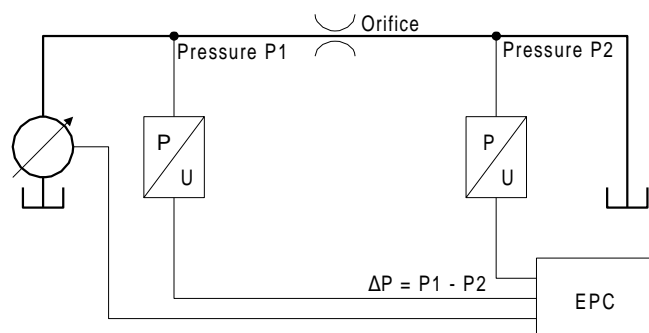 Orifice
Pressure P1
Pressure P2
P
U
P
U
ΔP = P1 - P2
EPC